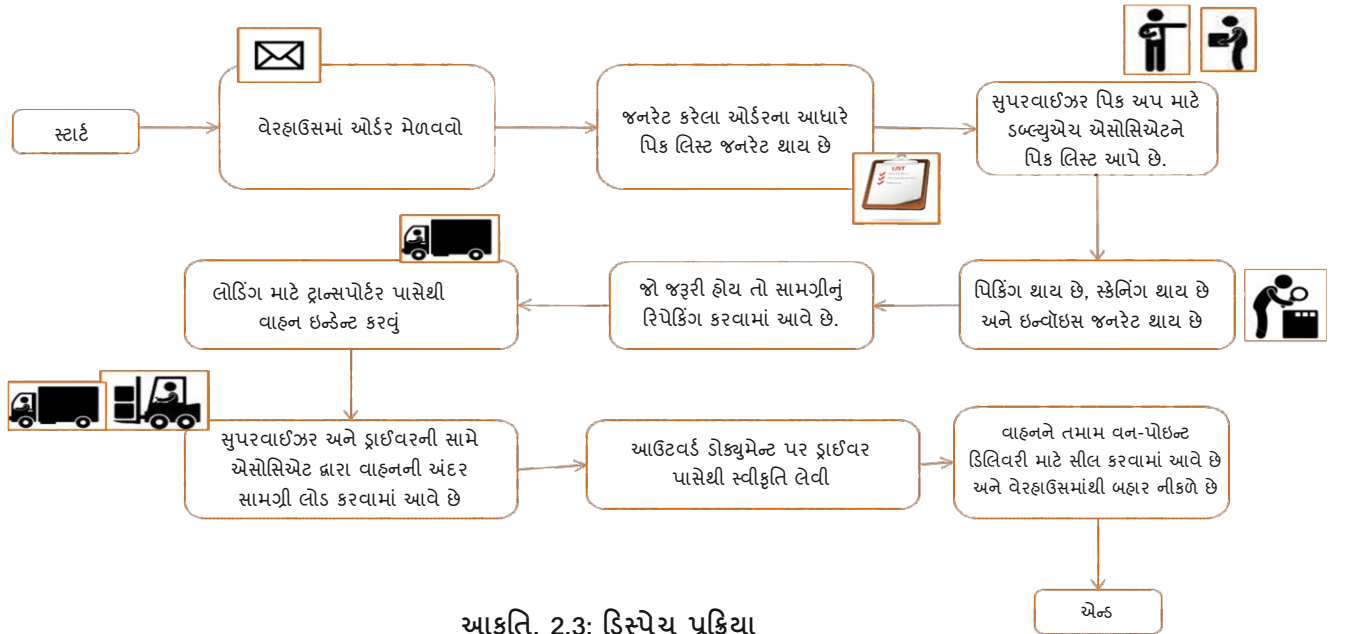 સ્ટાર્ટ
વેરહાઉસમાં ઓર્ડર મેળવવો
જનરેટ કરેલા ઓર્ડરના આધારે
પિક લિસ્ટ જનરેટ થાય છે
LIST
સુપરવાઈઝર પિક અપ માટે
ડબ્લ્યુએચ એસોસિએટને
પિક લિસ્ટ આપે છે.
પિકિંગ થાય છે, સ્ક્રેનિંગ થાય છે
અને ઇન્વૉઇસ જનરેટ થાય છે
જો જરૂરી હોય તો સામગ્રીનું
રિપેકિંગ કરવામાં આવે છે.
લોડિંગ માટે ટ્રાન્સપોર્ટર પાસેથી
વાહન ઇન્ડેન્ટ કરવું
સુપરવાઈઝર અને ડ્રાઈવરની સામે
એસોસિએટ દ્વારા વાહનની અંદર
સામગ્રી લોડ કરવામાં આવે છે
આઉટવર્ડ ડોક્યુમેન્ટ પર ડ્રાઈવર
પાસેથી સ્વીકૃતિ લેવી
વાહનને તમામ વન-પોઇન્ટ
ડિલિવરી માટે સીલ કરવામાં આવે છે
અને વેરહાઉસમાંથી બહાર નીકળે છે
એન્ડ
આકૃતિ. 2.3: ડિસ્પેચ પ્રક્રિયા